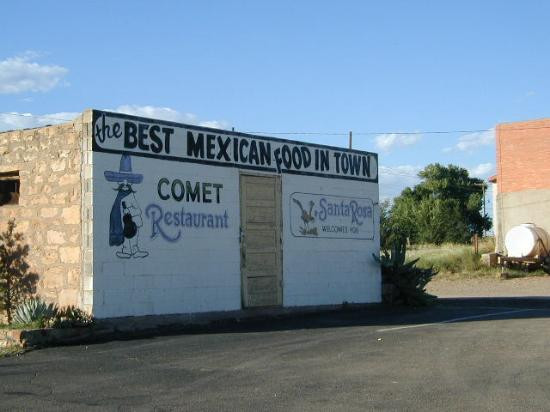 the BEST MEXICAN FOOD IN TOWN
COMET
Restaurant
Santa Rosa
WELCOMES YOU